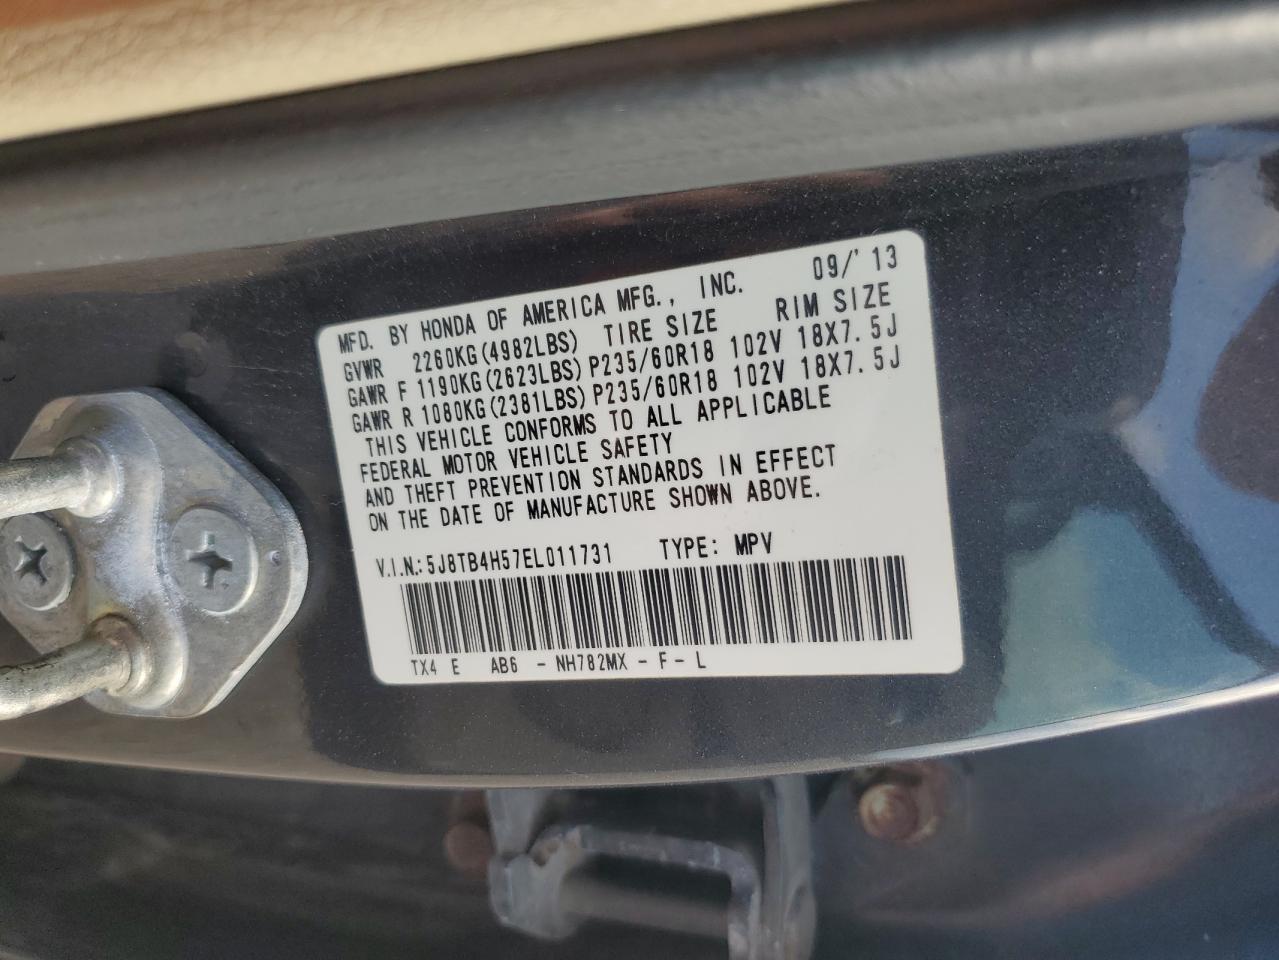 MFD. BY HONDA OF AMERICA MFG., INC. 09/'13
GVWR 2260KG(4982LBS) TIRE SIZE RIM SIZE
GAWR F 1190KG(2623LBS) P235/60R18 102V 18X7.5J
GAWR R 1080KG(2381LBS) P235/60R18 102V 18X7.5J
THIS VEHICLE CONFORMS TO ALL APPLICABLE
FEDERAL MOTOR VEHICLE SAFETY
AND THEFT PREVENTION STANDARDS IN EFFECT
ON THE DATE OF MANUFACTURE SHOWN ABOVE.
V.I.N.: 5J8TB4H57EL011731 TYPE: MPV
TX4 E AB6 - NH782MX - F - L